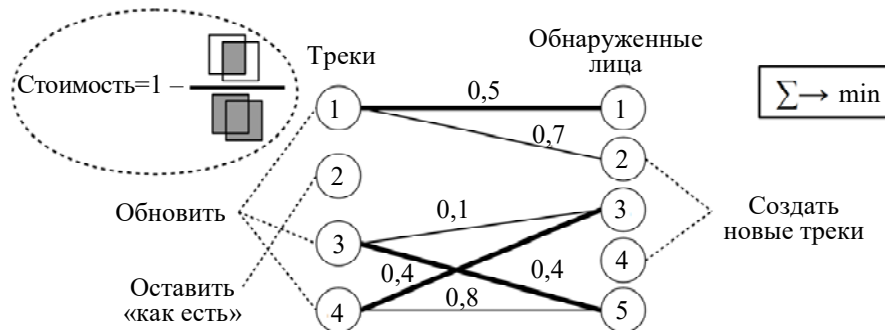 Стоимость=1 –
Треки
Обнаруженные
лица
∑→ min
1
2
3
4
0,5
0,7
0,1
0,4
0,4
0,8
1
2
3
4
5
Обновить
Оставить
«как есть»
Создать
новые треки